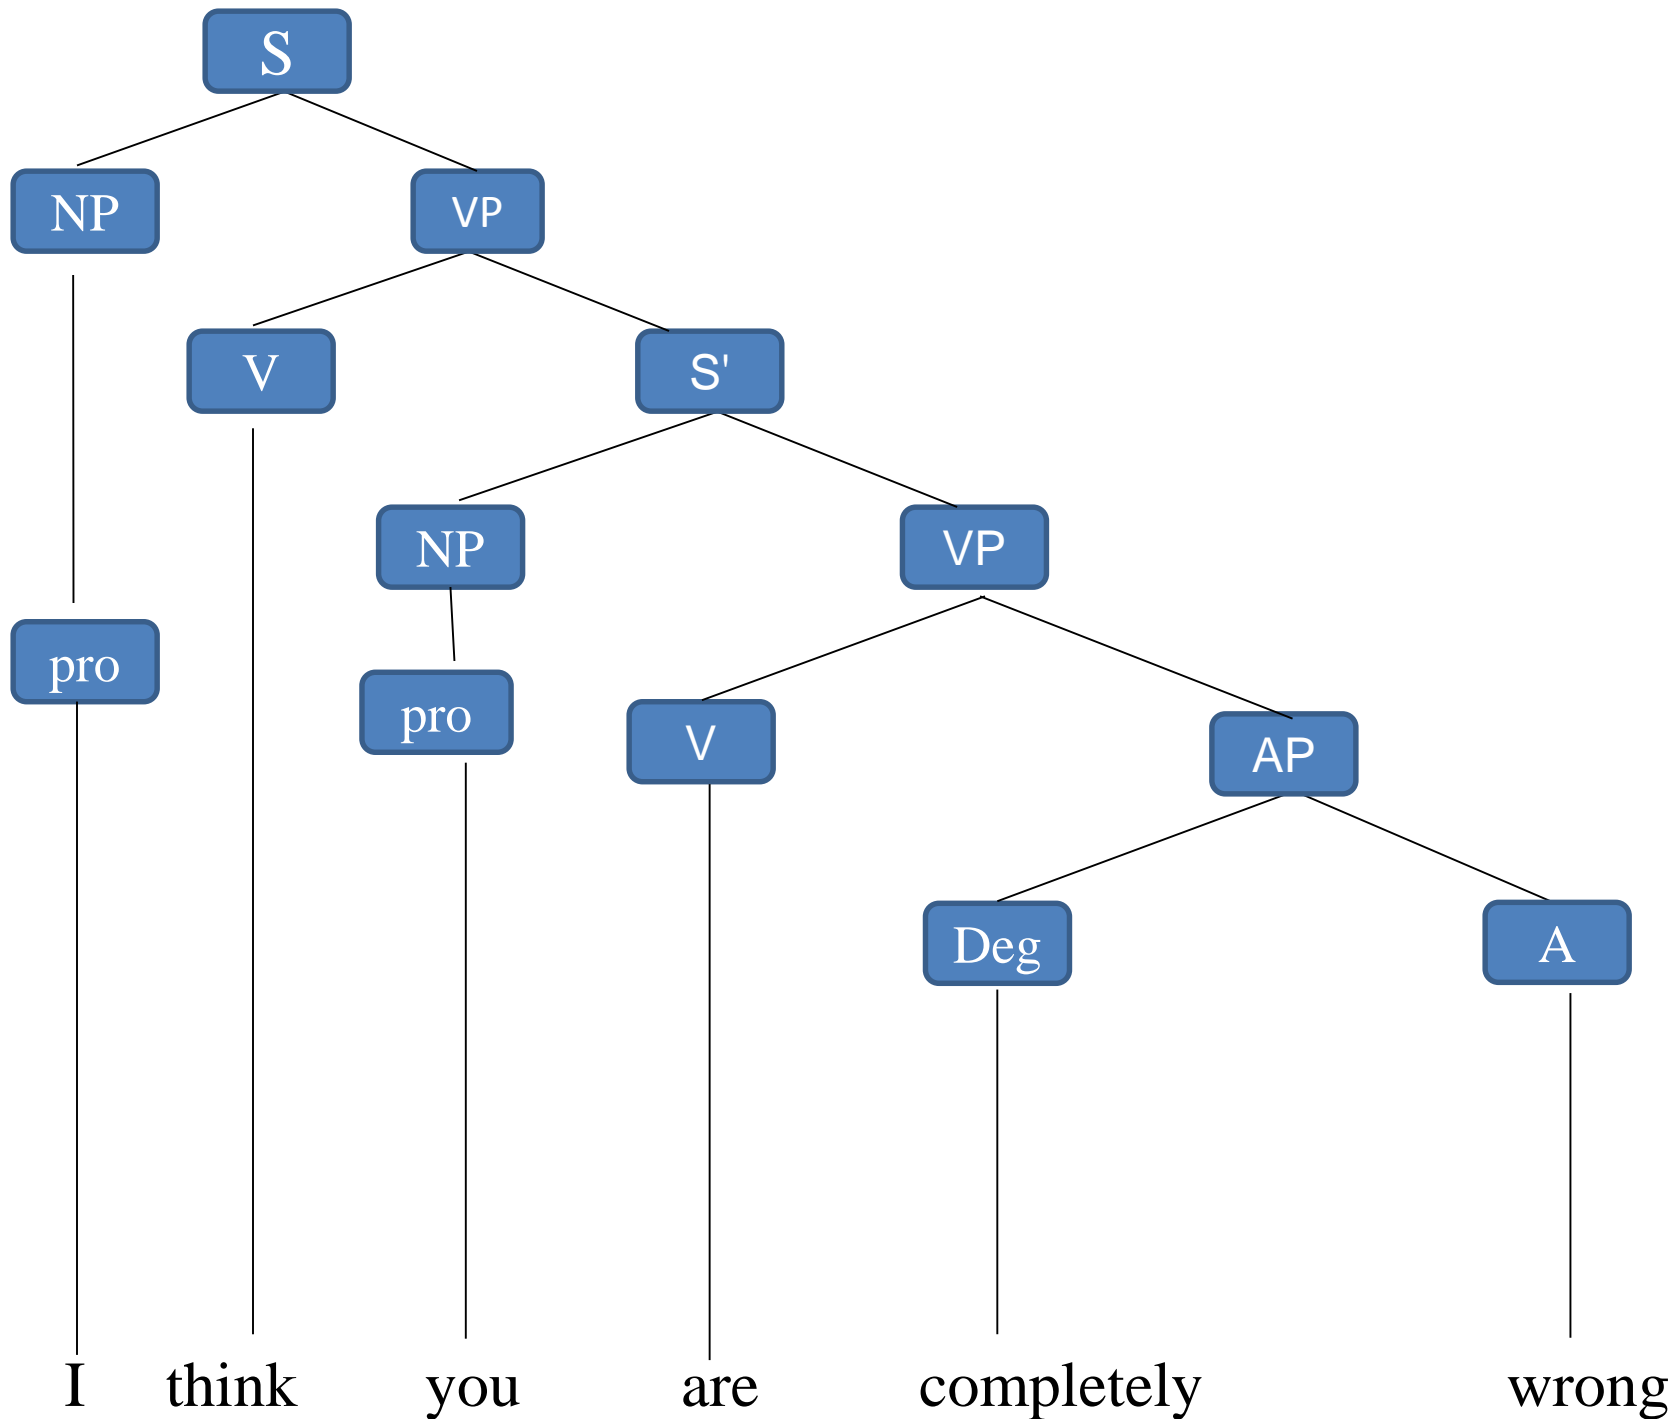 S
NP VP
V S'
NP VP
pro pro V AP
Deg A
I think you are completely wrong